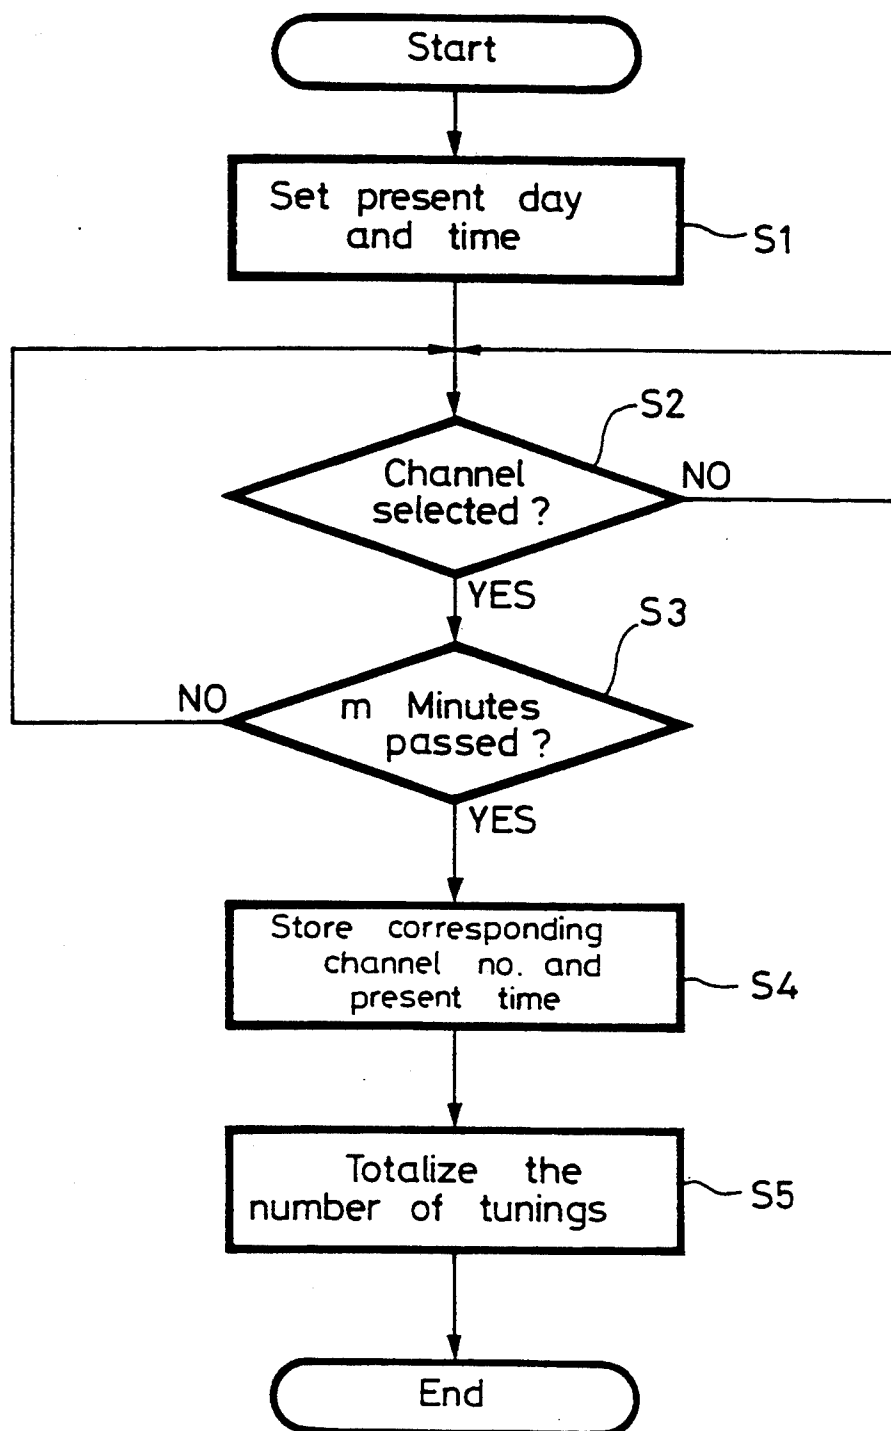 Start
Set present day
and time
S1
S2
Channel
selected ?
NO
YES
S3
NO
m Minutes
passed ?
YES
Store corresponding
channel no. and
present time
S4
Totalize the
number of tunings
S5
End